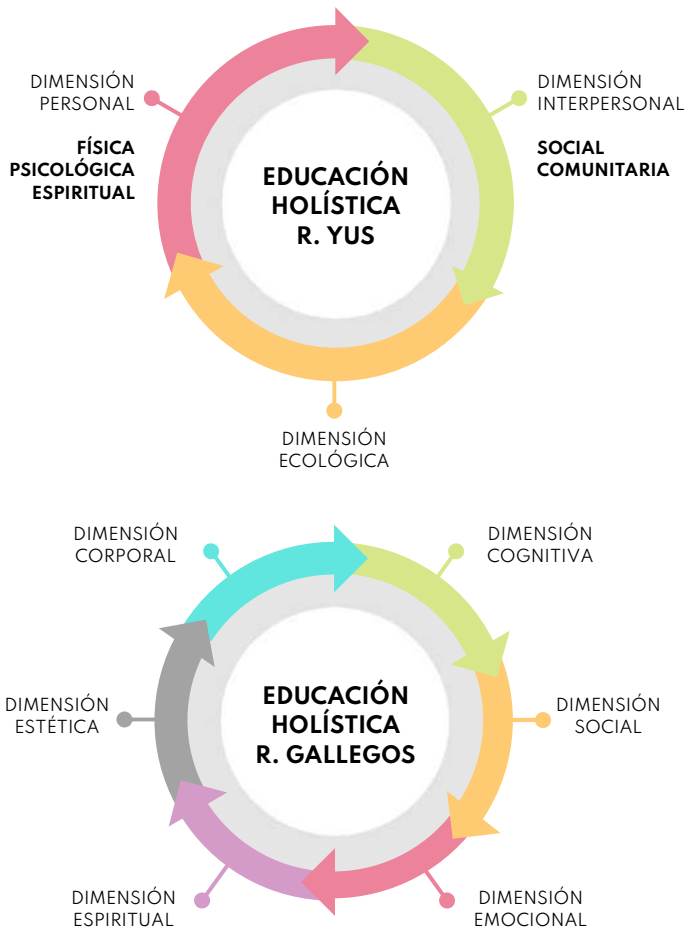 DIMENSIÓN
PERSONAL
FÍSICA
PSICOLÓGICA
ESPIRITUAL
DIMENSIÓN
INTERPERSONAL
SOCIAL
COMUNITARIA
EDUCACIÓN
HOLÍSTICA
R. YUS
DIMENSIÓN
ECOLÓGICA
DIMENSIÓN
CORPORAL
DIMENSIÓN
COGNITIVA
DIMENSIÓN
ESTÉTICA
EDUCACIÓN
HOLÍSTICA
R. GALLEGOS
DIMENSIÓN
SOCIAL
DIMENSIÓN
ESPIRITUAL
DIMENSIÓN
EMOCIONAL